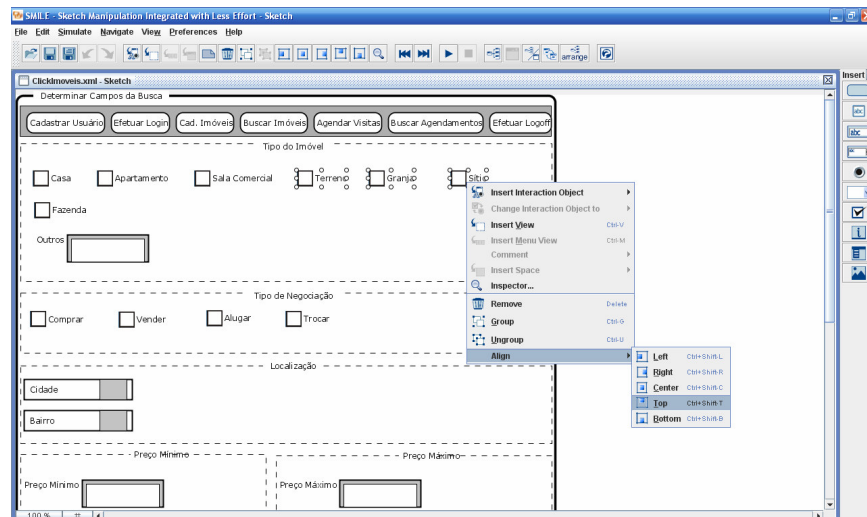 SMILE - Sketch Manipulation Integrated with Less Effort - Sketch
File Edit Simulate Navigate View Preferences Help
arrange
ClickImoveis.xml - Sketch
Insert
Determinar Campos da Busca
Cadastrar Usuário Efetuar Login Cad. Imóveis Buscar Imóveis Agendar Visitas Buscar Agendamentos Efetuar Logoff
Tipo do Imóvel
Casa Apartamento Sala Comercial Terreno Granja Sítio
Fazenda
Outros
Insert Interaction Object
Change Interaction Object to
Insert View Ctrl-V
Insert Menu View Ctrl-M
Comment
Insert Space
Inspector...
Remove Delete
Group Ctrl-G
Ungroup Ctrl-U
Align
Left Ctrl+Shift-L
Right Ctrl+Shift-R
Center Ctrl+Shift-C
Top Ctrl+Shift-T
Bottom Ctrl+Shift-B
Tipo de Negociação
Comprar Vender Alugar Trocar
Localização
Cidade
Bairro
Preço Mínimo Preço Máximo
Preço Mínimo Preço Máximo
100 %